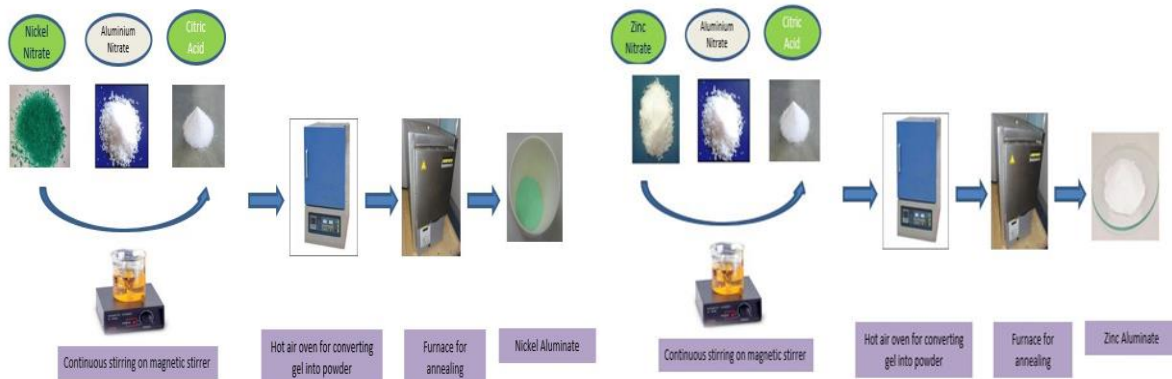 Nickel
Nitrate
Aluminium
Nitrate
Citric
Acid
Continuous stirring on magnetic stirrer
Hot air oven for converting
gel into powder
Furnace for
annealing
Nickel Aluminate
Zinc
Nitrate
Aluminium
Nitrate
Citric
Acid
Continuous stirring on magnetic stirrer
Hot air oven for converting
gel into powder
Furnace for
annealing
Zinc Aluminate